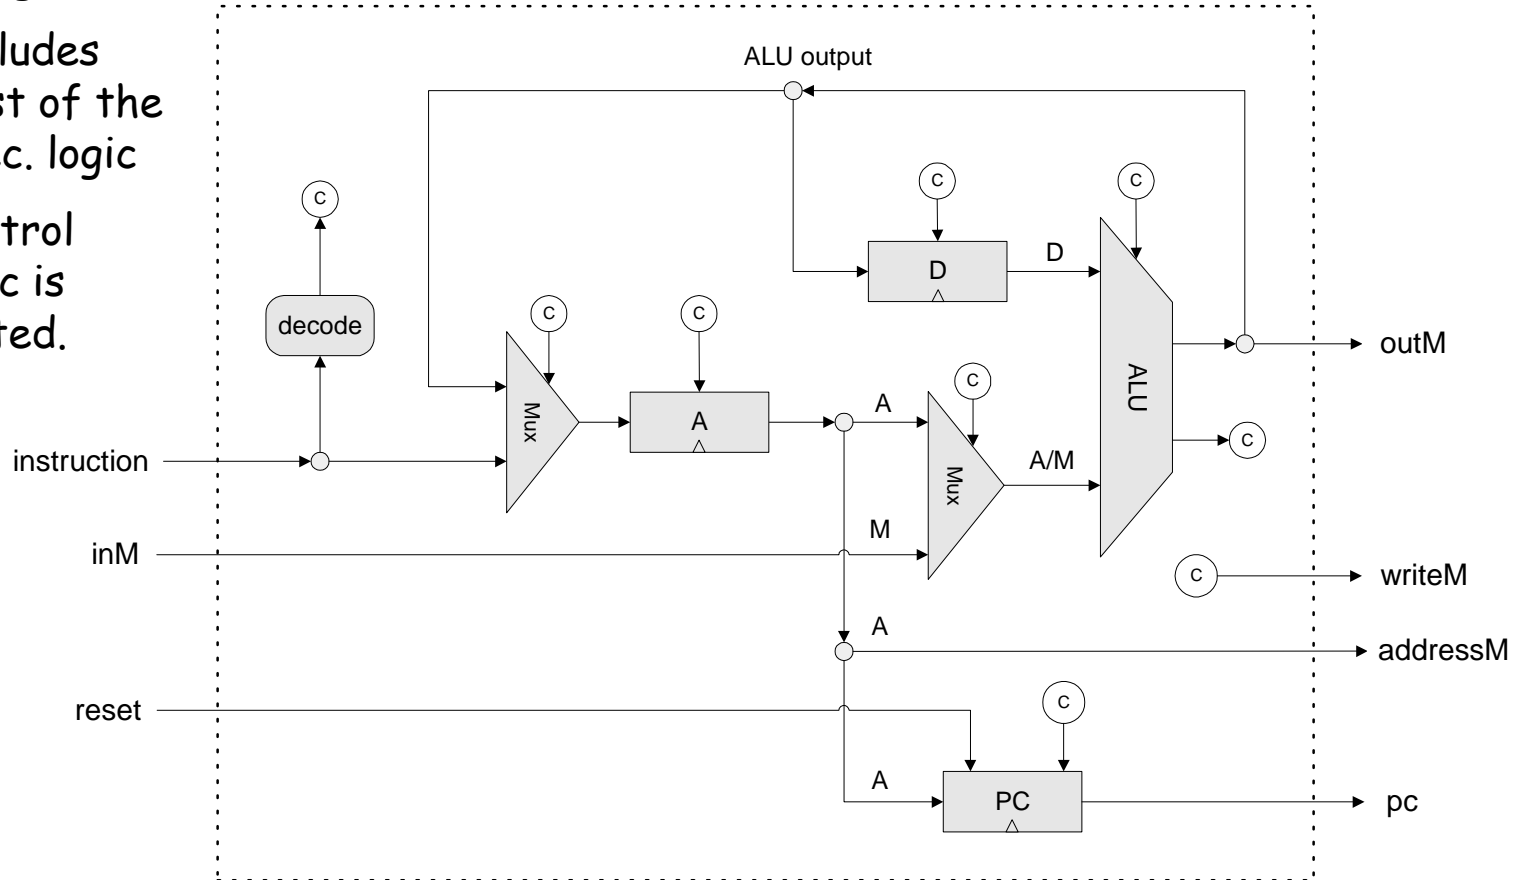 ludes
st of the
c. logic
trol
c is
ted.
ALU output
C
C
C
D
D
decode
C
C
C
Mux
A
A
Mux
A/M
ALU
outM
C
instruction
M
inM
C
writeM
A
addressM
reset
C
A
PC
pc